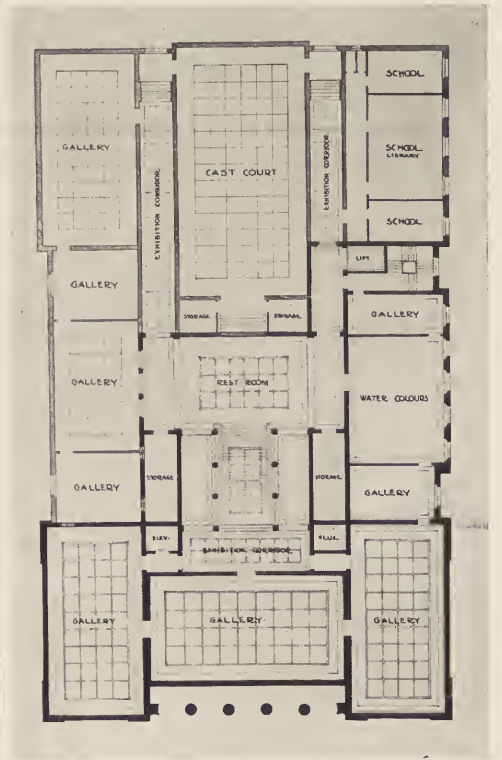 SCHOOL
GALLERY
SCHOOL
LIBRARY
CAST COURT
EXHIBITION CORRIDOR
EXHIBITION CORRIDOR
SCHOOL
LIFT
GALLERY
STORAGE
STORAGE
GALLERY
GALLERY
REST ROOM
WATER COLOURS
STORAGE
STORAGE
GALLERY
GALLERY
ELEV.
EXHIBITION CORRIDOR
GALLERY
GALLERY
GALLERY